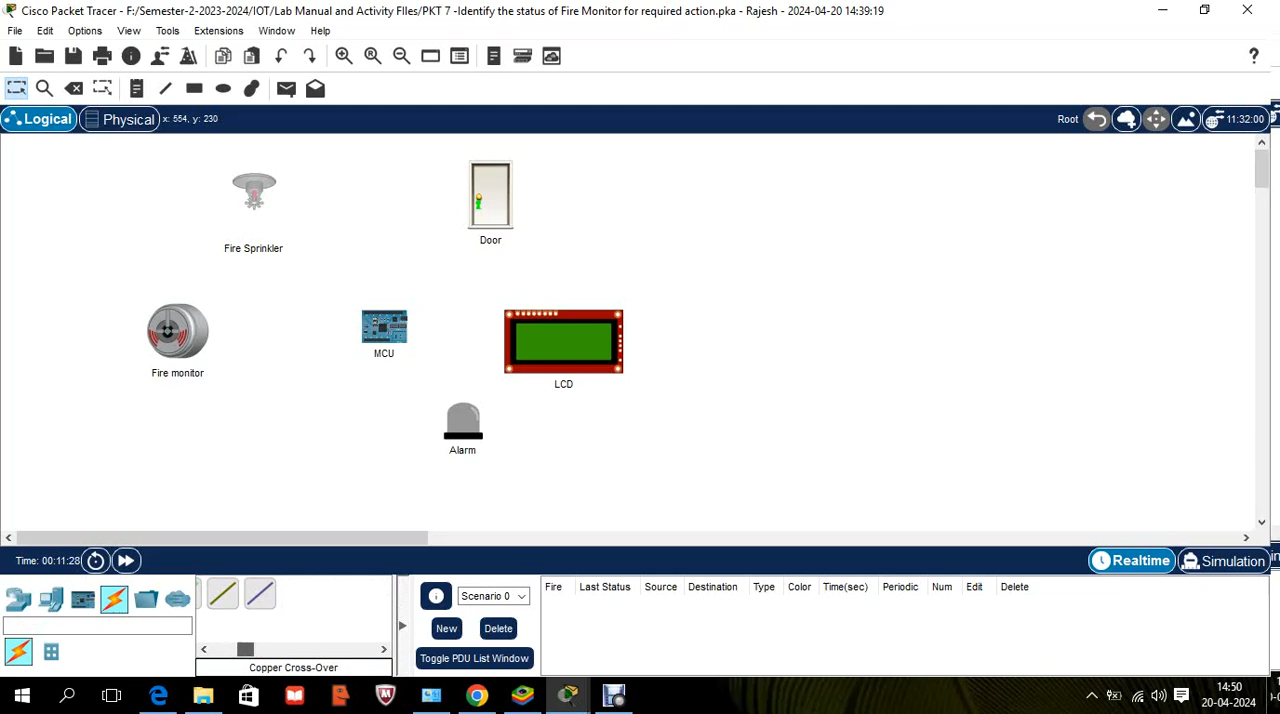 Cisco Packet Tracer - F:/Semester-2-2023-2024/IOT/Lab Manual and Activity FIles/PKT 7 -Identify the status of Fire Monitor for required action.pka - Rajesh - 2024-04-20 14:39:19
File Edit Options View Tools Extensions Window Help
?
Logical Physical x: 554, y: 230 Root 11:32:00
Fire Sprinkler
Door
MCU
Fire monitor
LCD
Alarm
Time: 00:11:28 Realtime Simulation
Scenario 0 Fire Last Status Source Destination Type Color Time(sec) Periodic Num Edit Delete
New Delete
Toggle PDU List Window
Copper Cross-Over
14:50
20-04-2024